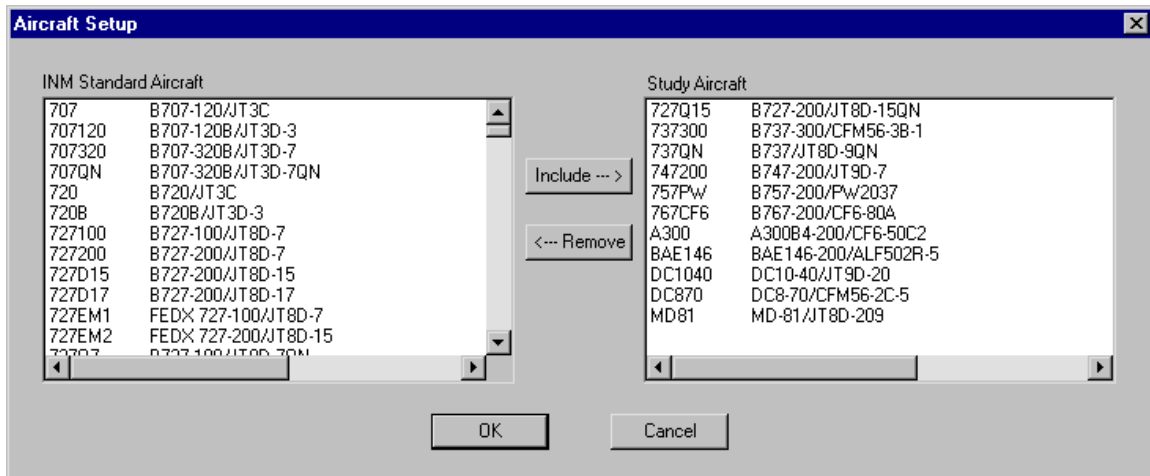 Aircraft Setup
INM Standard Aircraft
707 B707-120/JT3C
707120 B707-120B/JT3D-3
707320 B707-320B/JT3D-7
707QN B707-320B/JT3D-7QN
720 B720/JT3C
720B B720B/JT3D-3
727100 B727-100/JT8D-7
727200 B727-200/JT8D-7
727D15 B727-200/JT8D-15
727D17 B727-200/JT8D-17
727EM1 FEDX 727-100/JT8D-7
727EM2 FEDX 727-200/JT8D-15
727Q7 B727-100/JT8D-7QN
Include --- >
<--- Remove
Study Aircraft
727Q15 B727-200/JT8D-15QN
737300 B737-300/CFM56-3B-1
737QN B737/JT8D-9QN
747200 B747-200/JT9D-7
757PW B757-200/PW2037
767CF6 B767-200/CF6-80A
A300 A300B4-200/CF6-50C2
BAE146 BAE146-200/ALF502R-5
DC1040 DC10-40/JT9D-20
DC870 DC8-70/CFM56-2C-5
MD81 MD-81/JT8D-209
OK
Cancel